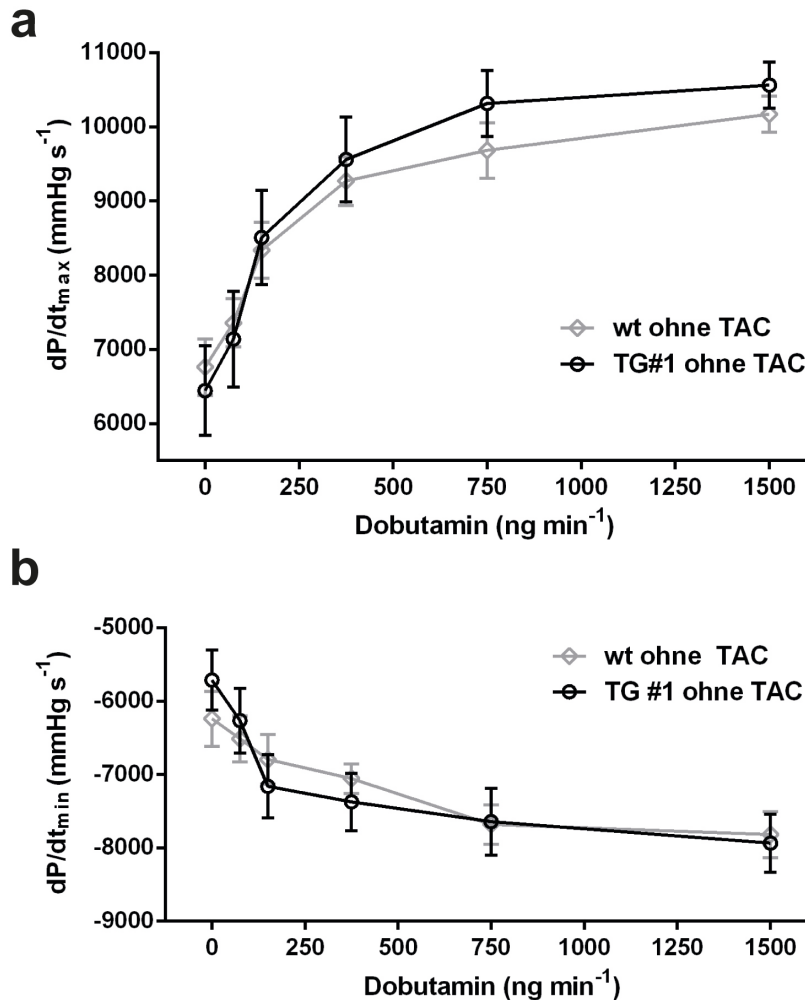 a
11000
10000
9000
8000
7000
6000
dP/dtmax (mmHg s-1)
wt ohne TAC
TG#1 ohne TAC
0 250 500 750 1000 1250 1500
Dobutamin (ng min-1)
b
-5000
-6000
-7000
-8000
-9000
dP/dtmin (mmHg s-1)
wt ohne TAC
TG #1 ohne TAC
0 250 500 750 1000 1250 1500
Dobutamin (ng min-1)